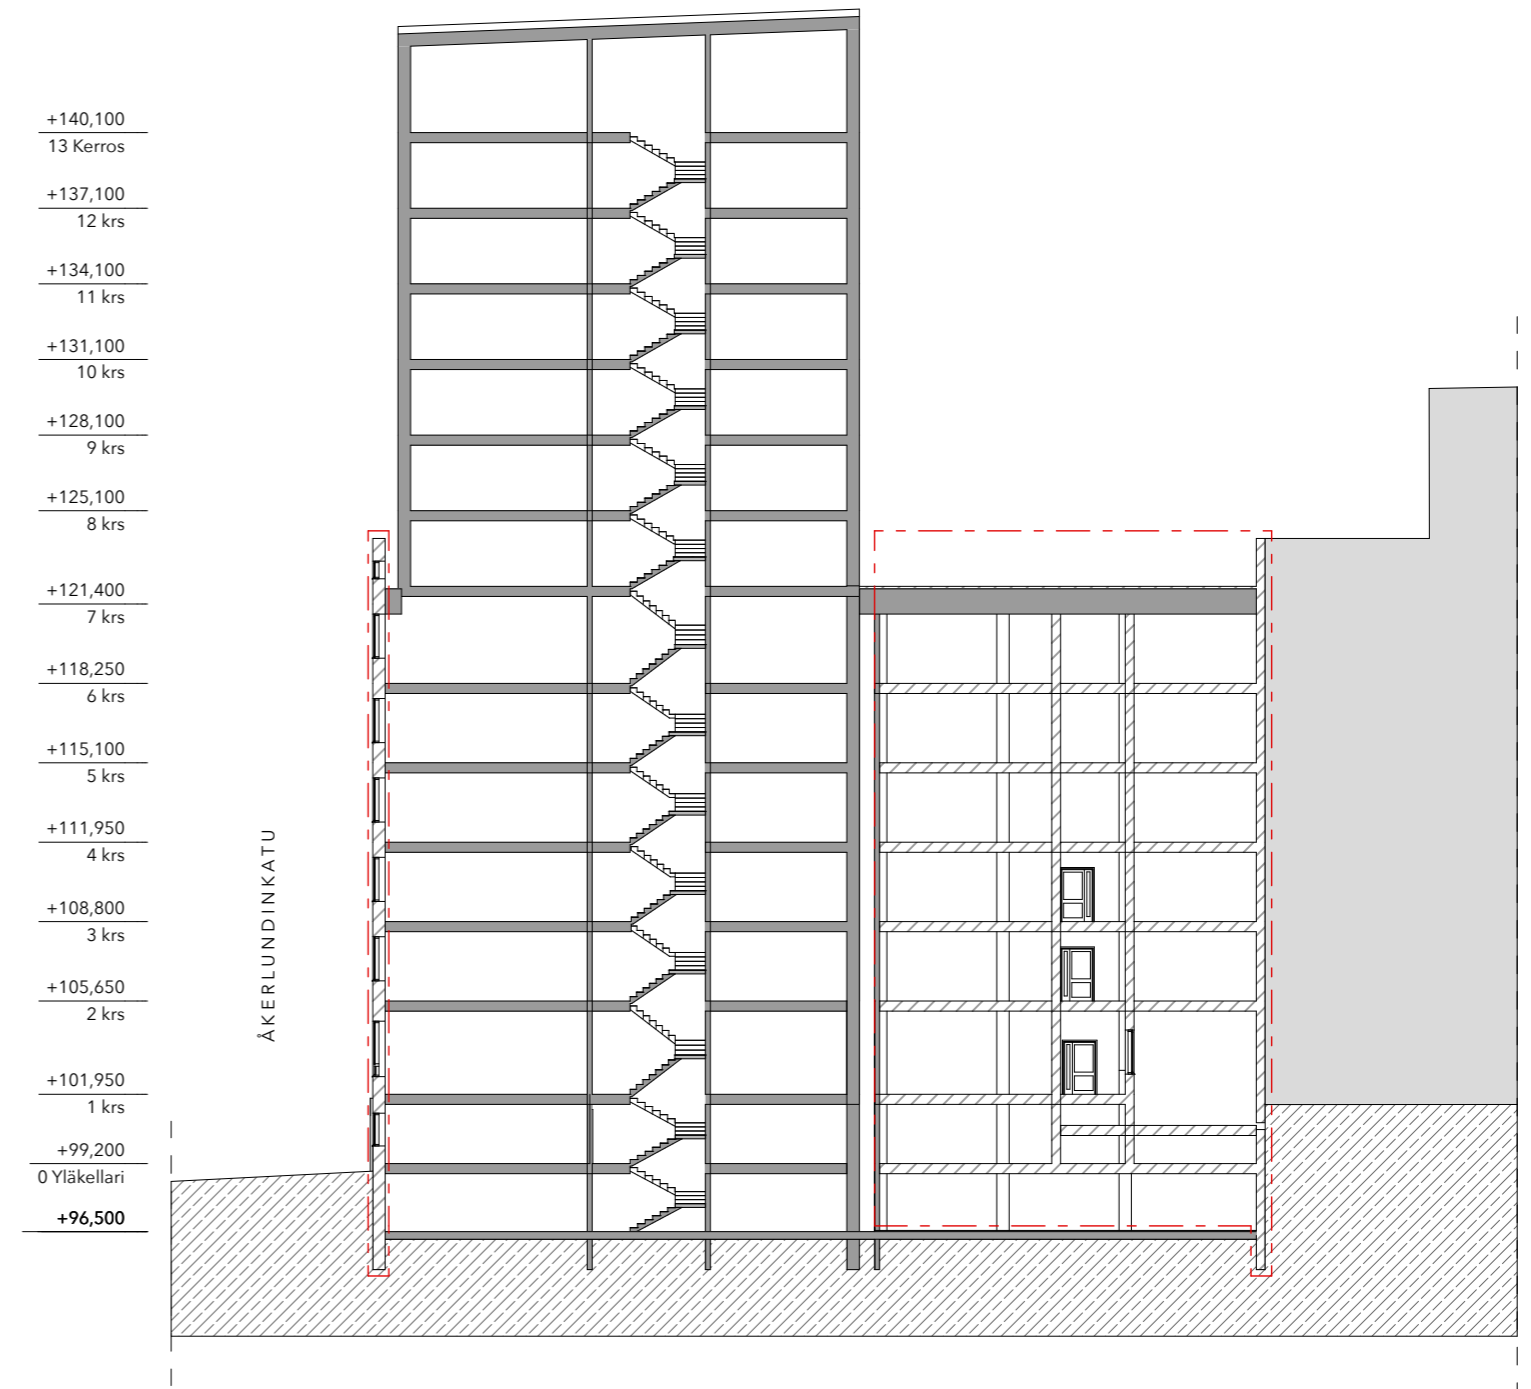 +140,100
13 Kerros
+137,100
12 krs
+134,100
11 krs
+131,100
10 krs
+128,100
9 krs
+125,100
8 krs
+121,400
7 krs
+118,250
6 krs
+115,100
5 krs
+111,950
4 krs
+108,800
3 krs
+105,650
2 krs
+101,950
1 krs
+99,200
0 Yläkellari
+96,500
ÅKERLUNDINKATU